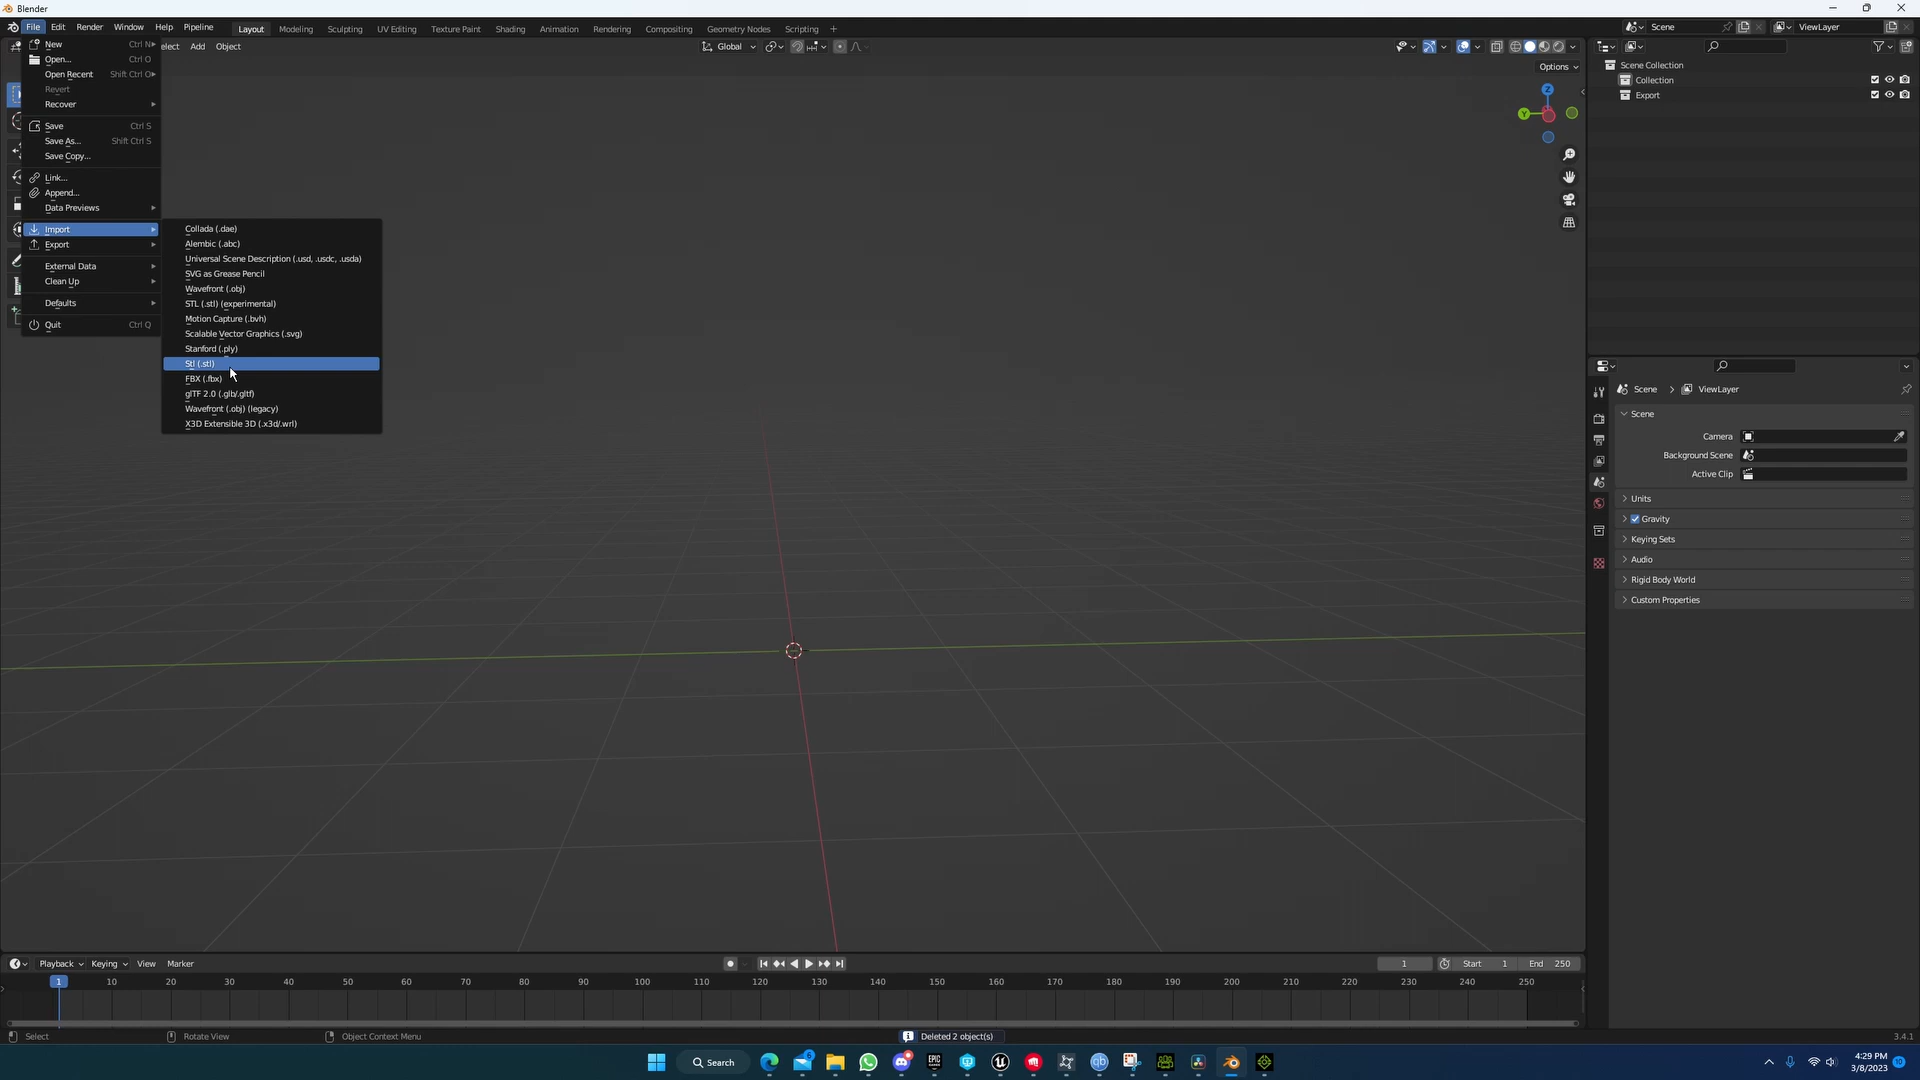 Blender
File Edit Render Window Help Pipeline Layout Modeling Sculpting UV Editing Texture Paint Shading Animation Rendering Compositing Geometry Nodes Scripting + Scene ViewLayer
elect Add Object Global
Options
New Ctrl N
Open... Ctrl O
Open Recent Shift Ctrl O
Revert
Recover
Save Ctrl S
Save As... Shift Ctrl S
Save Copy...
Link...
Append...
Data Previews
Import
Export
External Data
Clean Up
Defaults
Quit Ctrl Q
Collada (.dae)
Alembic (.abc)
Universal Scene Description (.usd, .usdc, .usda)
SVG as Grease Pencil
Wavefront (.obj)
STL (.stl) (experimental)
Motion Capture (.bvh)
Scalable Vector Graphics (.svg)
Stanford (.ply)
Stl (.stl)
FBX (.fbx)
glTF 2.0 (.glb/.gltf)
Wavefront (.obj) (legacy)
X3D Extensible 3D (.x3d/.wrl)
Z
Y
Scene Collection
Collection
Export
Scene > ViewLayer
Scene
Camera
Background Scene
Active Clip
Units
Gravity
Keying Sets
Audio
Rigid Body World
Custom Properties
Playback Keying View Marker 1 Start 1 End 250
1 10 20 30 40 50 60 70 80 90 100 110 120 130 140 150 160 170 180 190 200 210 220 230 240 250
Select Rotate View Object Context Menu Deleted 2 object(s) 3.4.1
Search
EPIC GAMES
qb
4:29 PM
3/8/2023